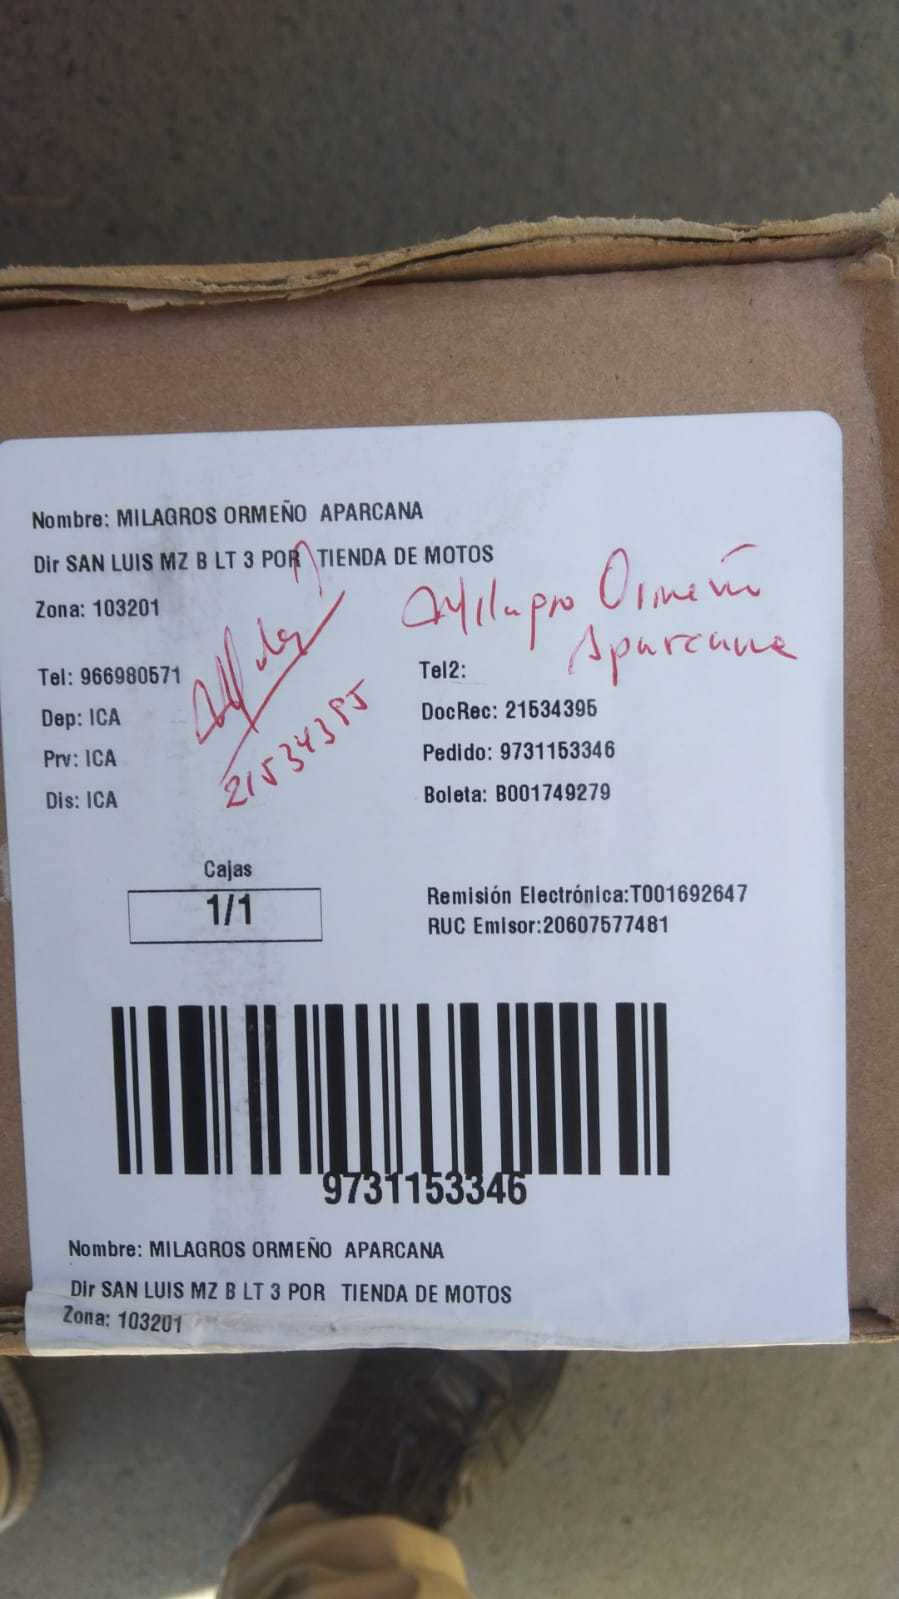 Nombre: MILAGROS ORMEÑO APARCANA
Dir SAN LUIS MZ B LT 3 POR TIENDA DE MOTOS
Zona: 103201
Milagro Ormeño
Aparcana
Tel: 966980571
Tel2:
Dep: ICA
DocRec: 21534395
Prv: ICA
Pedido: 9731153346
Dis: ICA
Boleta: B001749279
21534395
Cajas
1/1
Remisión Electrónica:T001692647
RUC Emisor:20607577481
9731153346
Nombre: MILAGROS ORMEÑO APARCANA
Dir SAN LUIS MZ B LT 3 POR TIENDA DE MOTOS
Zona: 103201